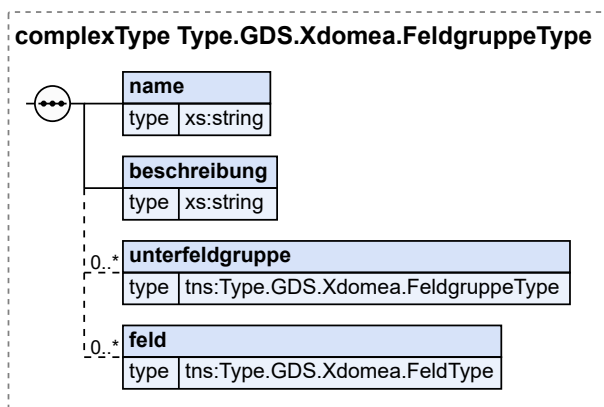 complexType Type.GDS.Xdomea.FeldgruppeType
name
type xs:string
beschreibung
type xs:string
0..* unterfeldgruppe
type tns:Type.GDS.Xdomea.FeldgruppeType
0..* feld
type tns:Type.GDS.Xdomea.FeldType